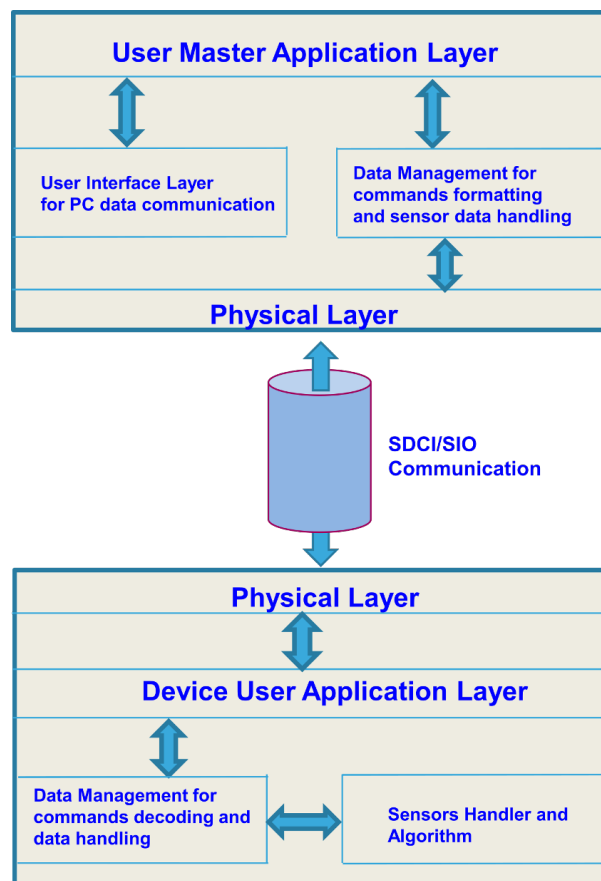 User Master Application Layer
User Interface Layer
for PC data communication
Data Management for
commands formatting
and sensor data handling
Physical Layer
SDCI/SIO
Communication
Physical Layer
Device User Application Layer
Data Management for
commands decoding and
data handling
Sensors Handler and
Algorithm